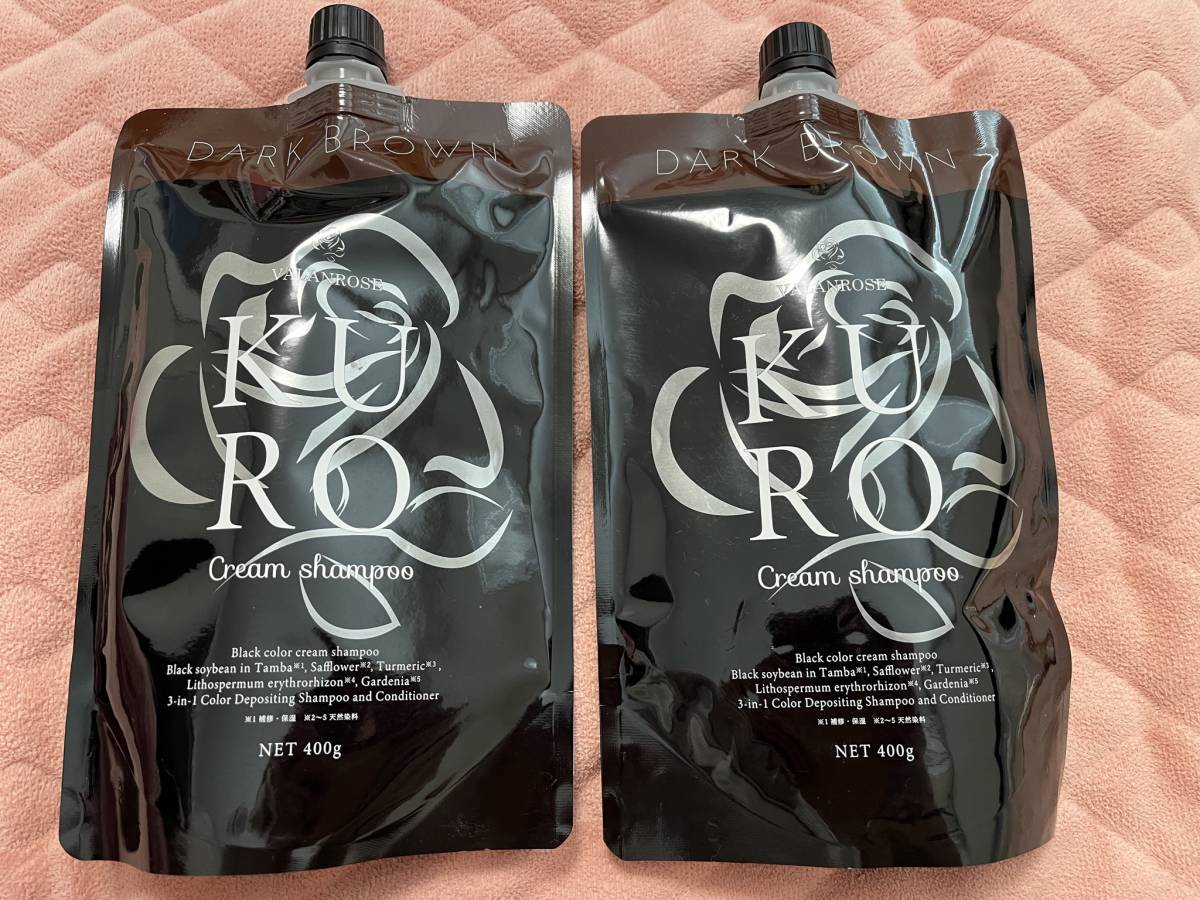 DARK BROWN
VALANROSE
KU
RO
Cream shampoo
Black color cream shampoo
Black soybean in Tamba※1, Safflower※2, Turmeric※3,
Lithospermum erythrorhizon※4, Gardenia※5
3-in-1 Color Depositing Shampoo and Conditioner
※1 補修・保湿 ※2〜5 天然染料
NET 400g
DARK BROWN
VALANROSE
KU
RO
Cream shampoo
Black color cream shampoo
Black soybean in Tamba※1, Safflower※2, Turmeric※3,
Lithospermum erythrorhizon※4, Gardenia※5
3-in-1 Color Depositing Shampoo and Conditioner
※1 補修・保湿 ※2〜5 天然染料
NET 400g